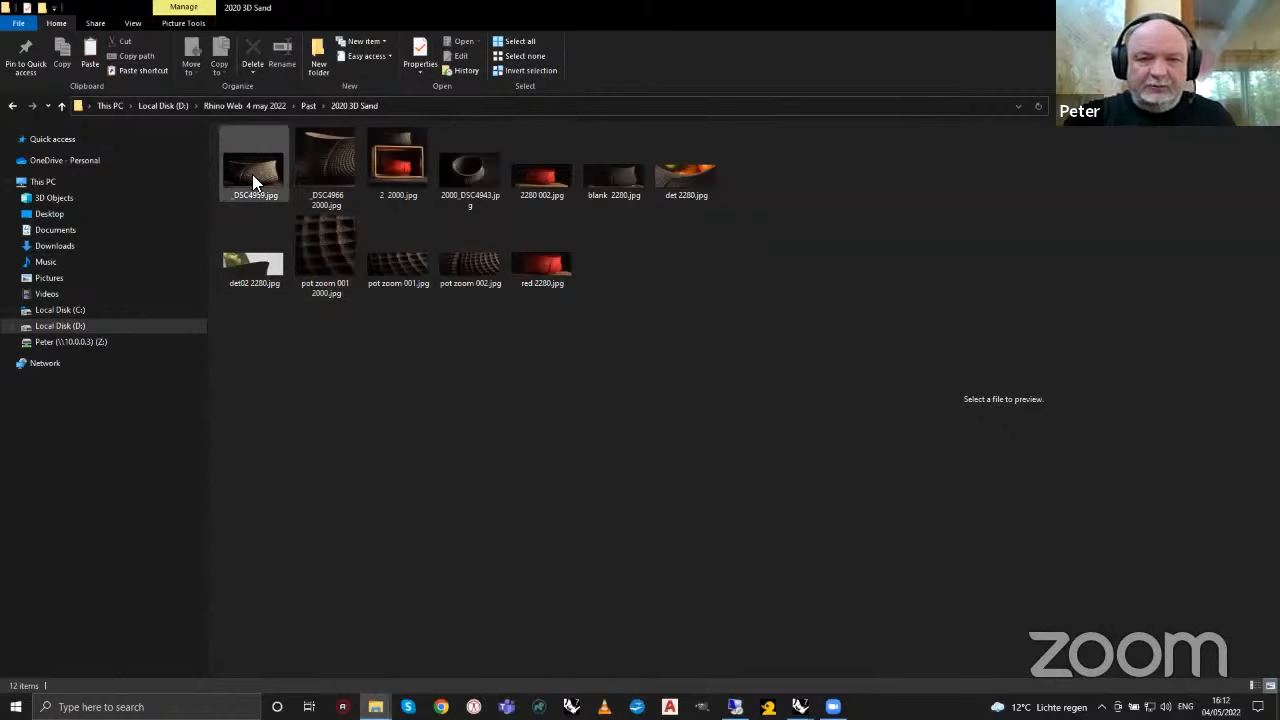 Manage
2020 3D Sand
File
Home
Share
View
Picture Tools
Pin to Quick access
Copy
Paste
Cut
Copy path
Paste shortcut
Clipboard
Move to
Copy to
Delete
Rename
Organize
New folder
New item
Easy access
New
Properties
Open
Edit
History
Open
Select all
Select none
Invert selection
Select
This PC
Local Disk (D:)
Rhino Web 4 may 2022
Past
2020 3D Sand
Quick access
OneDrive - Personal
This PC
3D Objects
Desktop
Documents
Downloads
Music
Pictures
Videos
Local Disk (C:)
Local Disk (D:)
Peter (\\10.0.0.3) (Z:)
Network
_DSC4959.jpg
_DSC4966
2000.jpg
2 2000.jpg
2000_DSC4943.jp
g
2280 002.jpg
blank 2280.jpg
det 2280.jpg
det02 2280.jpg
pot zoom 001
2000.jpg
pot zoom 001.jpg
pot zoom 002.jpg
red 2280.jpg
Select a file to preview.
Peter
zoom
12 items
Type here to search
12°C Lichte regen
ENG
16:12
04/05/2022